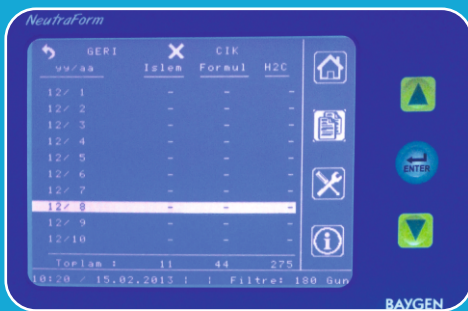 NeutraForm
GERI CIK
yy/aa Islem Formul H2C
12/ 1 - - -
12/ 2 - - -
12/ 3 - - -
12/ 4 - - -
12/ 5 - - -
12/ 6 - - -
12/ 7 - - -
12/ 8 - - -
12/ 9 - - -
12/10 - - -
Toplam : 11 44 275
10:20 / 15.02.2013 | | Filtre: 180 Gun
ENTER
BAYGEN